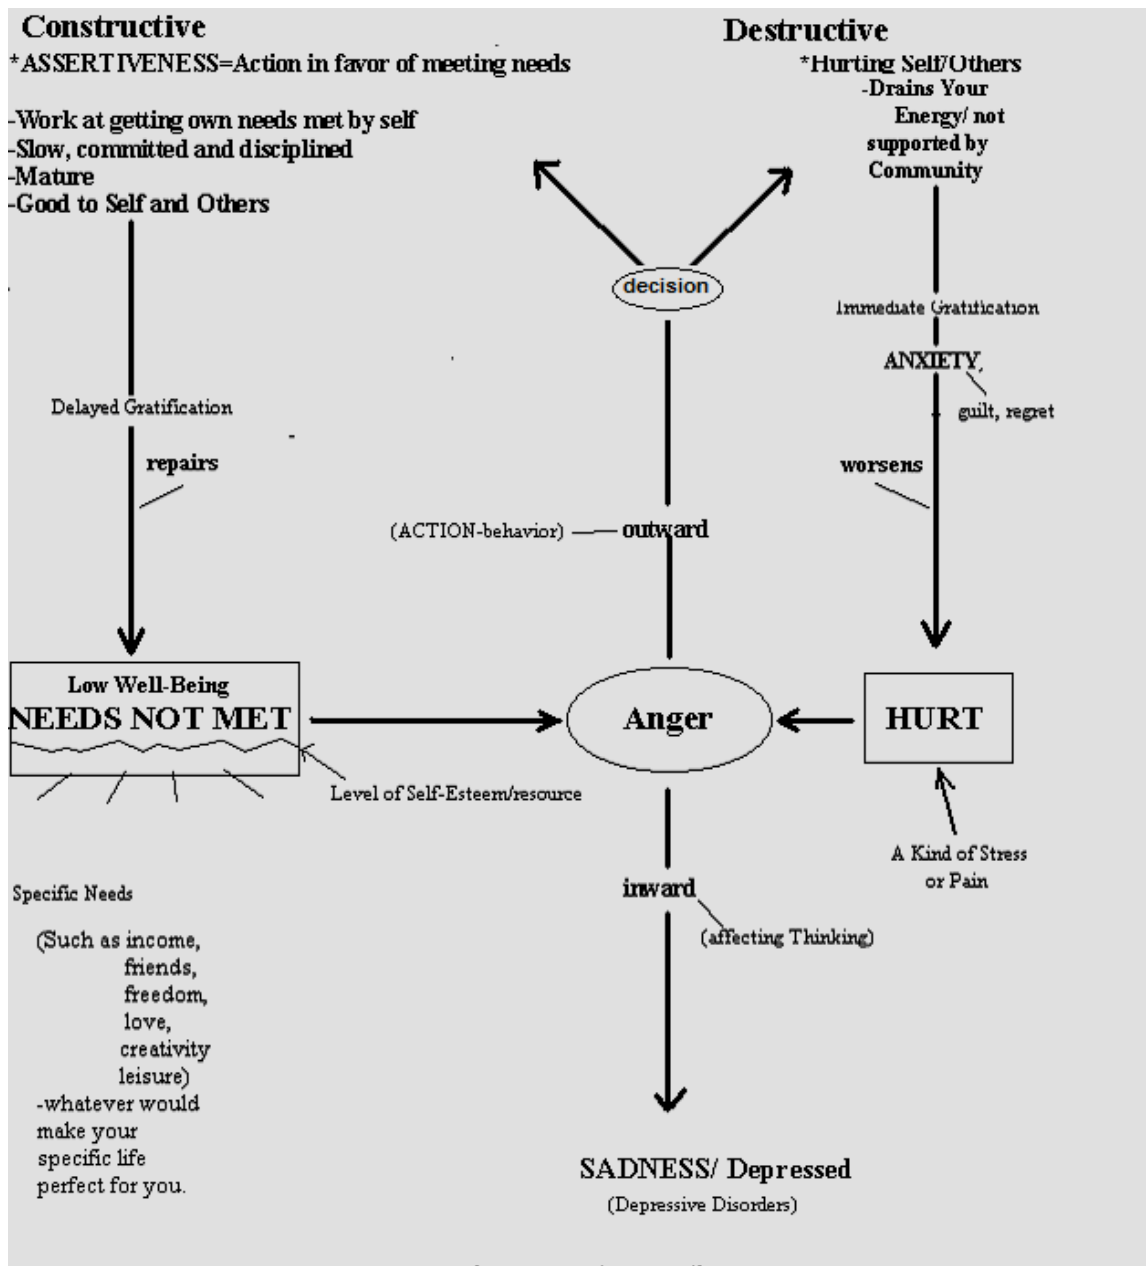 Constructive
*ASSERTIVENESS=Action in favor of meeting needs
-Work at getting own needs met by self
-Slow, committed and disciplined
-Mature
-Good to Self and Others
Destructive
*Hurting Self/Others
-Drains Your
Energy/ not
supported by
Community
decision
Immediate Gratification
ANXIETY
guilt, regret
Delayed Gratification
repairs
worsens
(ACTION-behavior)
outward
Low Well-Being
NEEDS NOT MET
Anger
HURT
Level of Self-Esteem/resource
A Kind of Stress
or Pain
inward
(affecting Thinking)
Specific Needs
(Such as income,
friends,
freedom,
love,
creativity
leisure)
-whatever would
make your
specific life
perfect for you.
SADNESS/ Depressed
(Depressive Disorders)